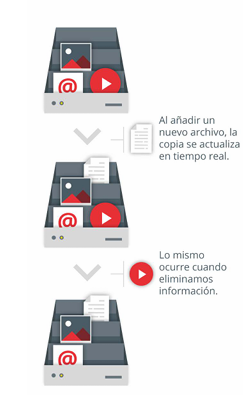 Al añadir un
nuevo archivo, la
copia se actualiza
en tiempo real.
Lo mismo
ocurre cuando
eliminamos
información.